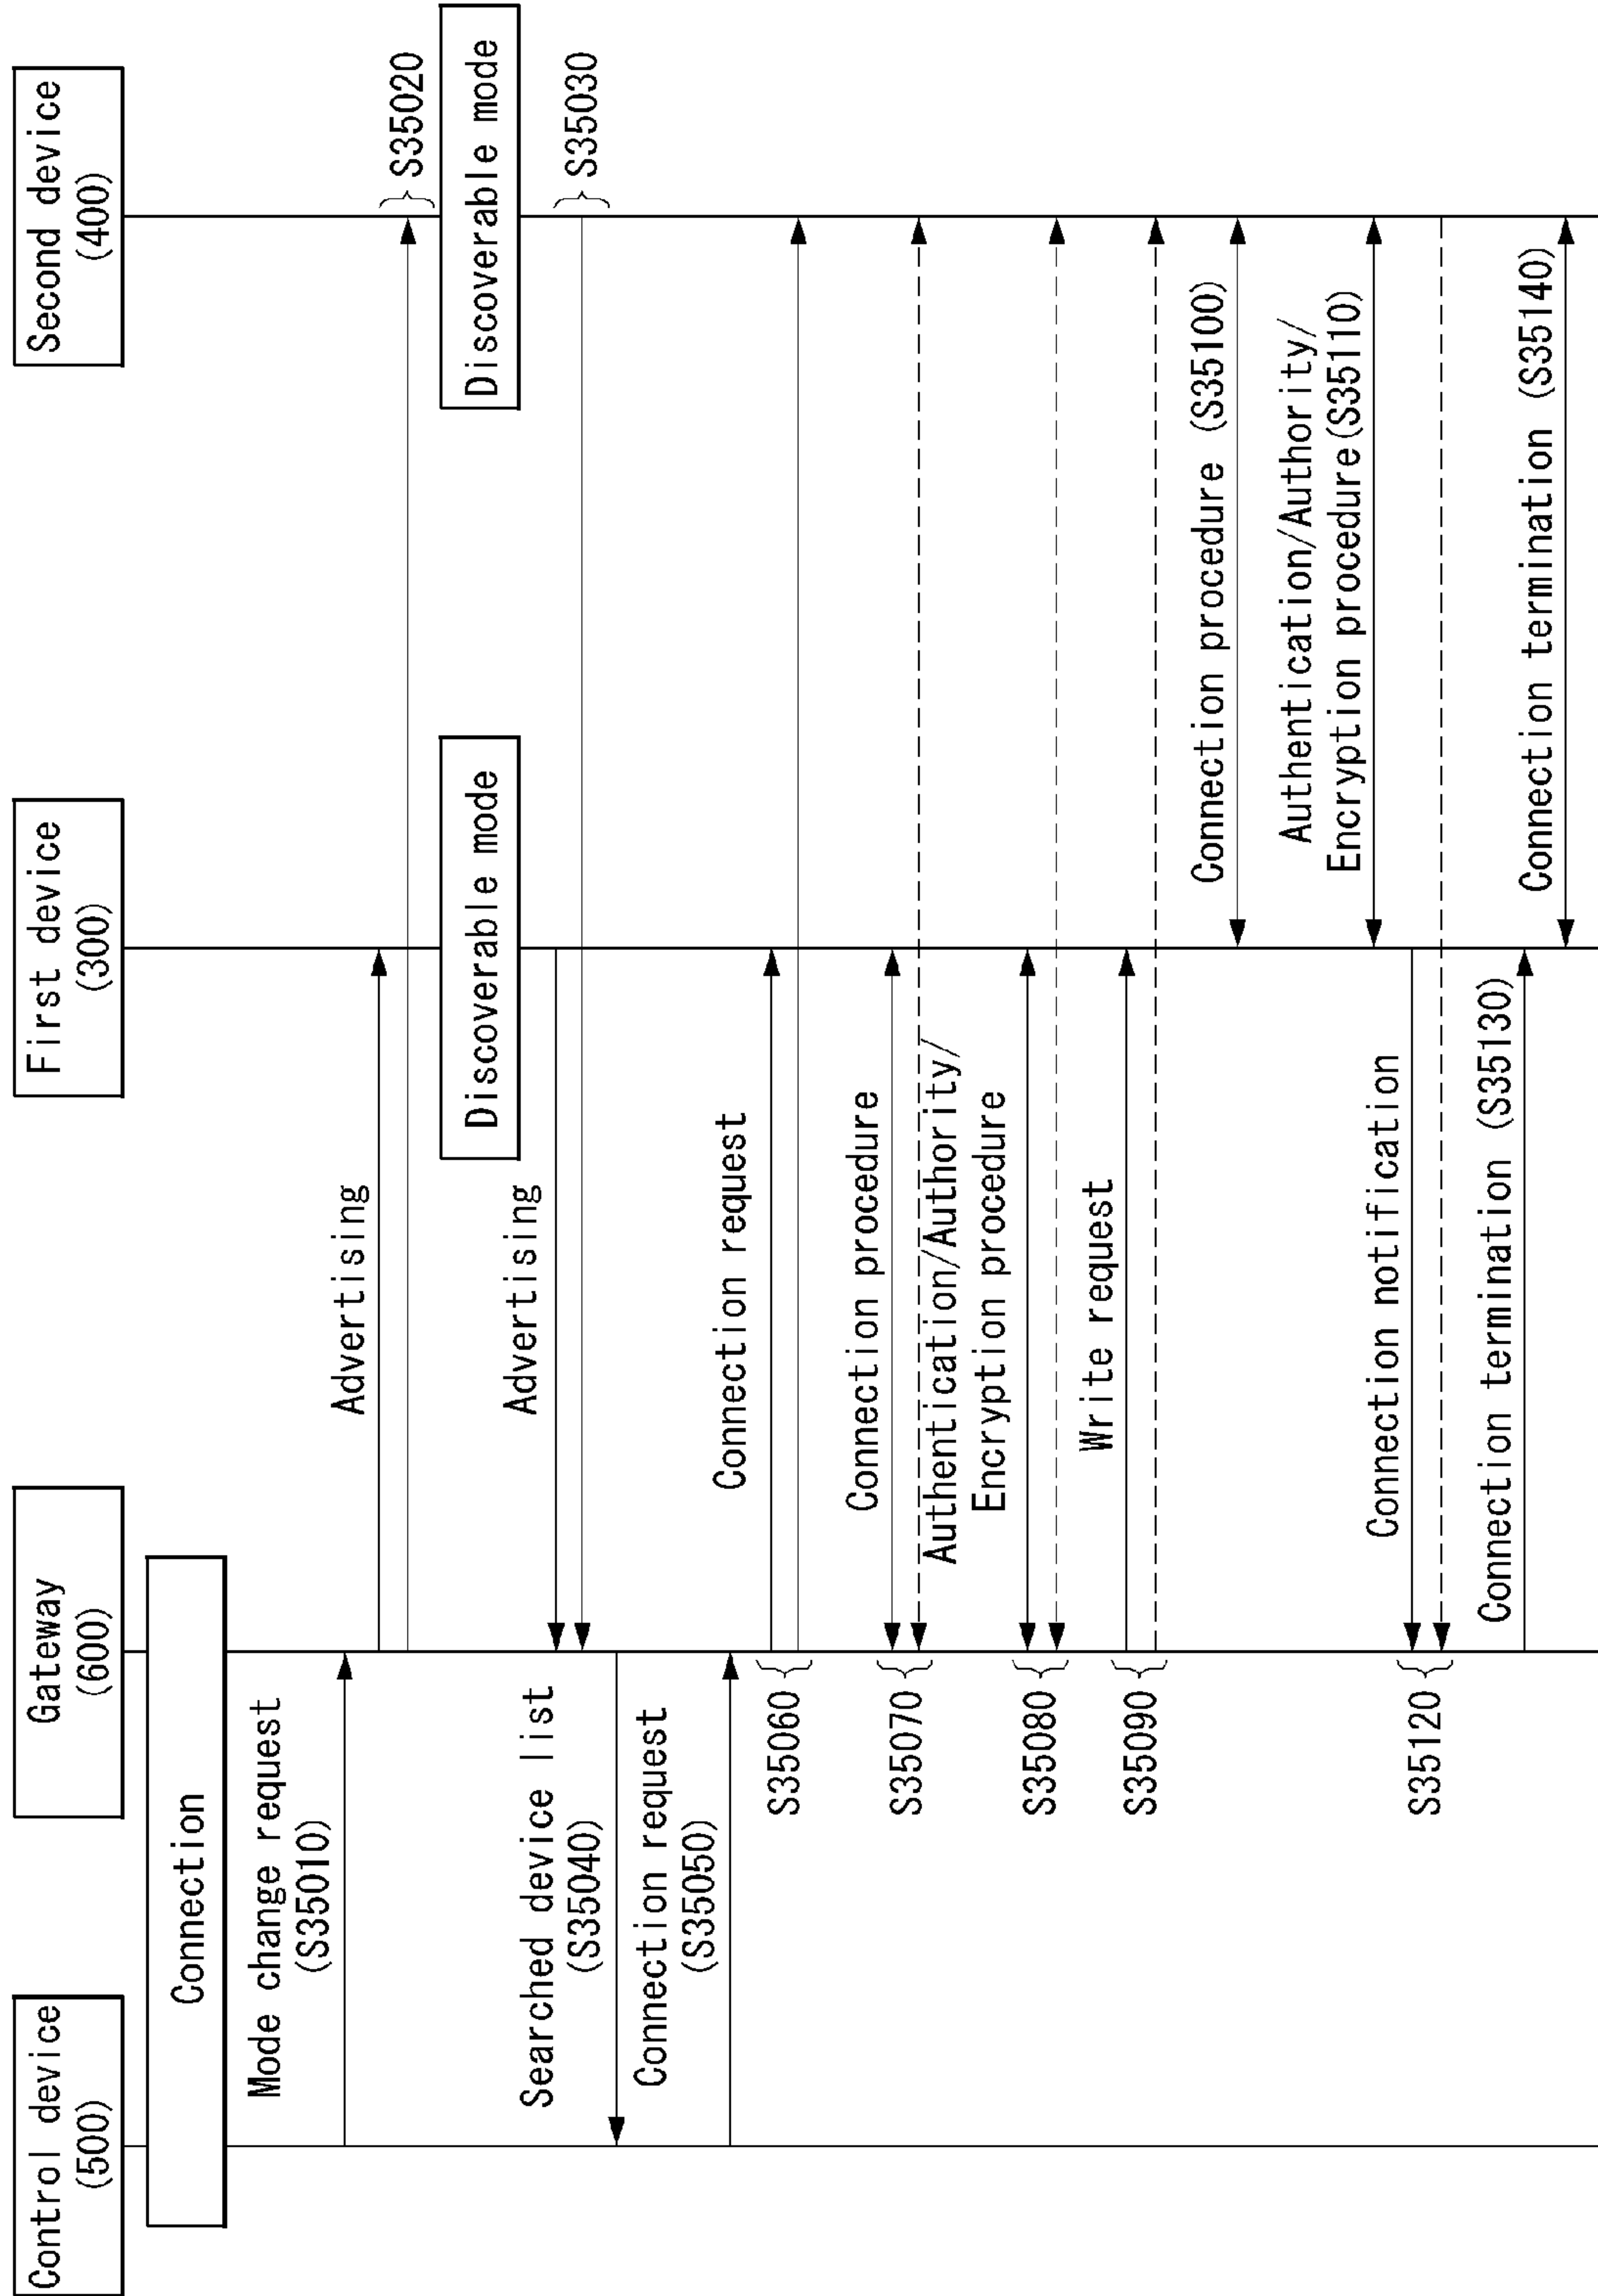 Control device
(500)
Gateway
(600)
First device
(300)
Second device
(400)
Connection
Mode change request
(S35010)
Advertising
S35020
Discoverable mode
Discoverable mode
Advertising
S35030
Searched device list
(S35040)
Connection request
(S35050)
Connection request
S35060
Connection procedure
S35070
Authentication/Authority/
Encryption procedure
S35080
Write request
S35090
Connection procedure (S35100)
Authentication/Authority/
Encryption procedure(S35110)
Connection notification
S35120
Connection termination (S35130)
Connection termination (S35140)